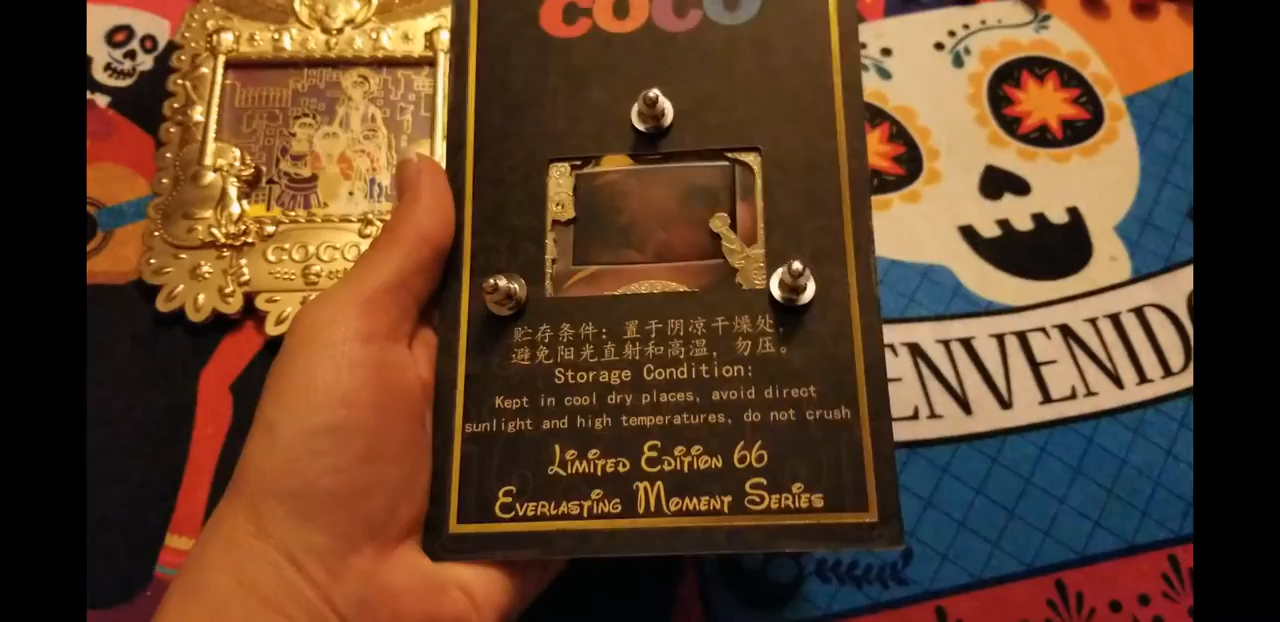 COCO
COCO
贮存条件：置于阴凉干燥处，
避免阳光直射和高温，勿压。
Storage Condition:
Kept in cool dry places, avoid direct
sunlight and high temperatures, do not crush
Limited Edition 66
Everlasting Moment Series
ENVENID